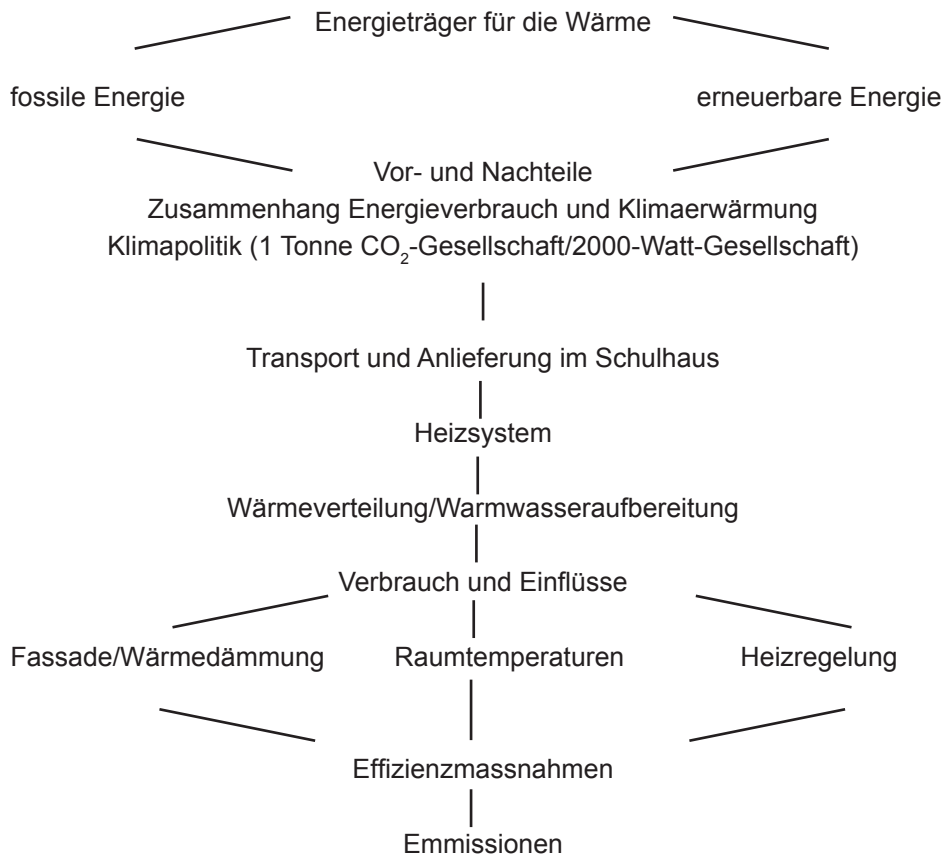 Energieträger für die Wärme
fossile Energie
erneuerbare Energie
Vor- und Nachteile
Zusammenhang Energieverbrauch und Klimaerwärmung
Klimapolitik (1 Tonne CO₂-Gesellschaft/2000-Watt-Gesellschaft)
Transport und Anlieferung im Schulhaus
Heizsystem
Wärmeverteilung/Warmwasseraufbereitung
Verbrauch und Einflüsse
Fassade/Wärmedämmung
Raumtemperaturen
Heizregelung
Effizienzmassnahmen
Emmissionen